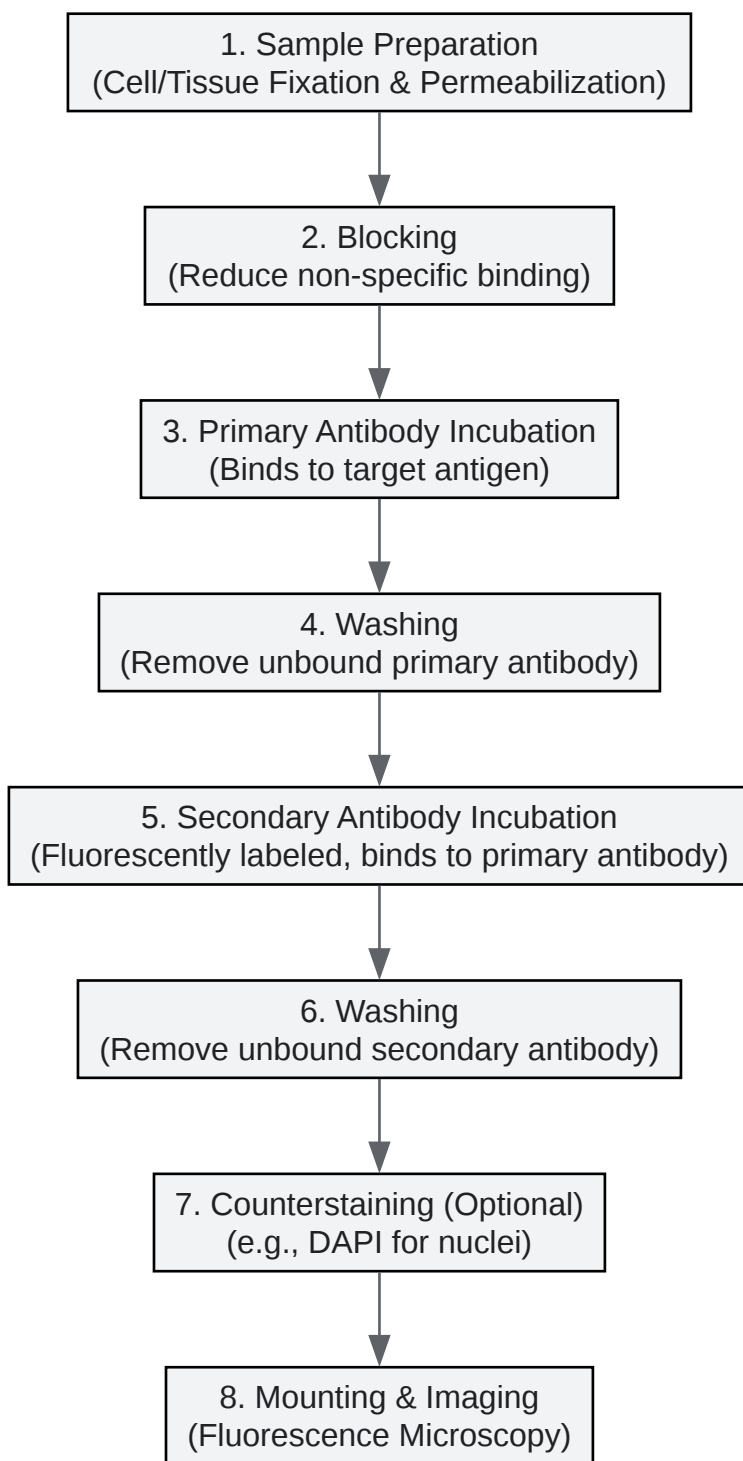 1. Sample Preparation
(Cell/Tissue Fixation & Permeabilization)
2. Blocking
(Reduce non-specific binding)
3. Primary Antibody Incubation
(Binds to target antigen)
4. Washing
(Remove unbound primary antibody)
5. Secondary Antibody Incubation
(Fluorescently labeled, binds to primary antibody)
6. Washing
(Remove unbound secondary antibody)
7. Counterstaining (Optional)
(e.g., DAPI for nuclei)
8. Mounting & Imaging
(Fluorescence Microscopy)